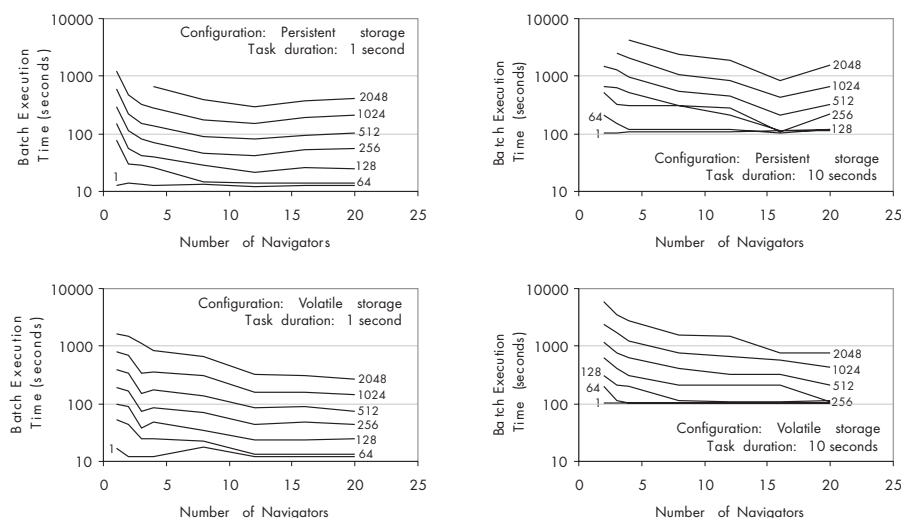 10000
1000
100
10
0 5 10 15 20 25
Batch Execution
Time (seconds)
Number of Navigators
Configuration: Persistent storage
Task duration: 1 second
2048
1024
512
256
128
64
1
10000
1000
100
10
0 5 10 15 20 25
Batch Execution
Time (seconds)
Number of Navigators
2048
1024
512
256
128
64
1
Configuration: Persistent storage
Task duration: 10 seconds
10000
1000
100
10
0 5 10 15 20 25
Batch Execution
Time (seconds)
Number of Navigators
Configuration: Volatile storage
Task duration: 1 second
2048
1024
512
256
128
64
1
10000
1000
100
10
0 5 10 15 20 25
Batch Execution
Time (seconds)
Number of Navigators
2048
1024
512
256
128
64
1
Configuration: Volatile storage
Task duration: 10 seconds